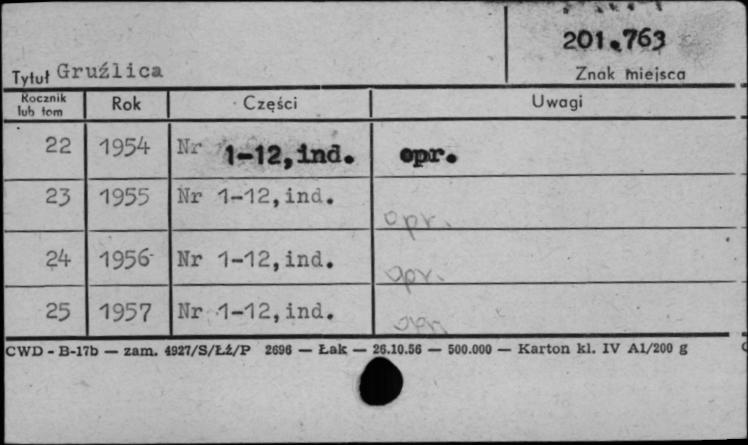 201.763
Tytuł Gruźlica
Znak miejsca
Rocznik lub tom Rok Części Uwagi
22 1954 Nr 1-12,ind. opr.
23 1955 Nr 1-12,ind. opr.
24 1956 Nr 1-12,ind. opr.
25 1957 Nr 1-12,ind. opr.
CWD - B-17b — zam. 4927/S/Łź/P 2696 — Łak — 26.10.56 — 500.000 — Karton kl. IV A1/200 g